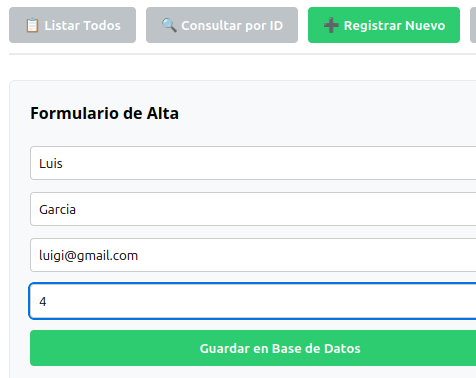 📋 Listar Todos
🔍 Consultar por ID
➕ Registrar Nuevo
Formulario de Alta
Luis
Garcia
luigi@gmail.com
4
Guardar en Base de Datos